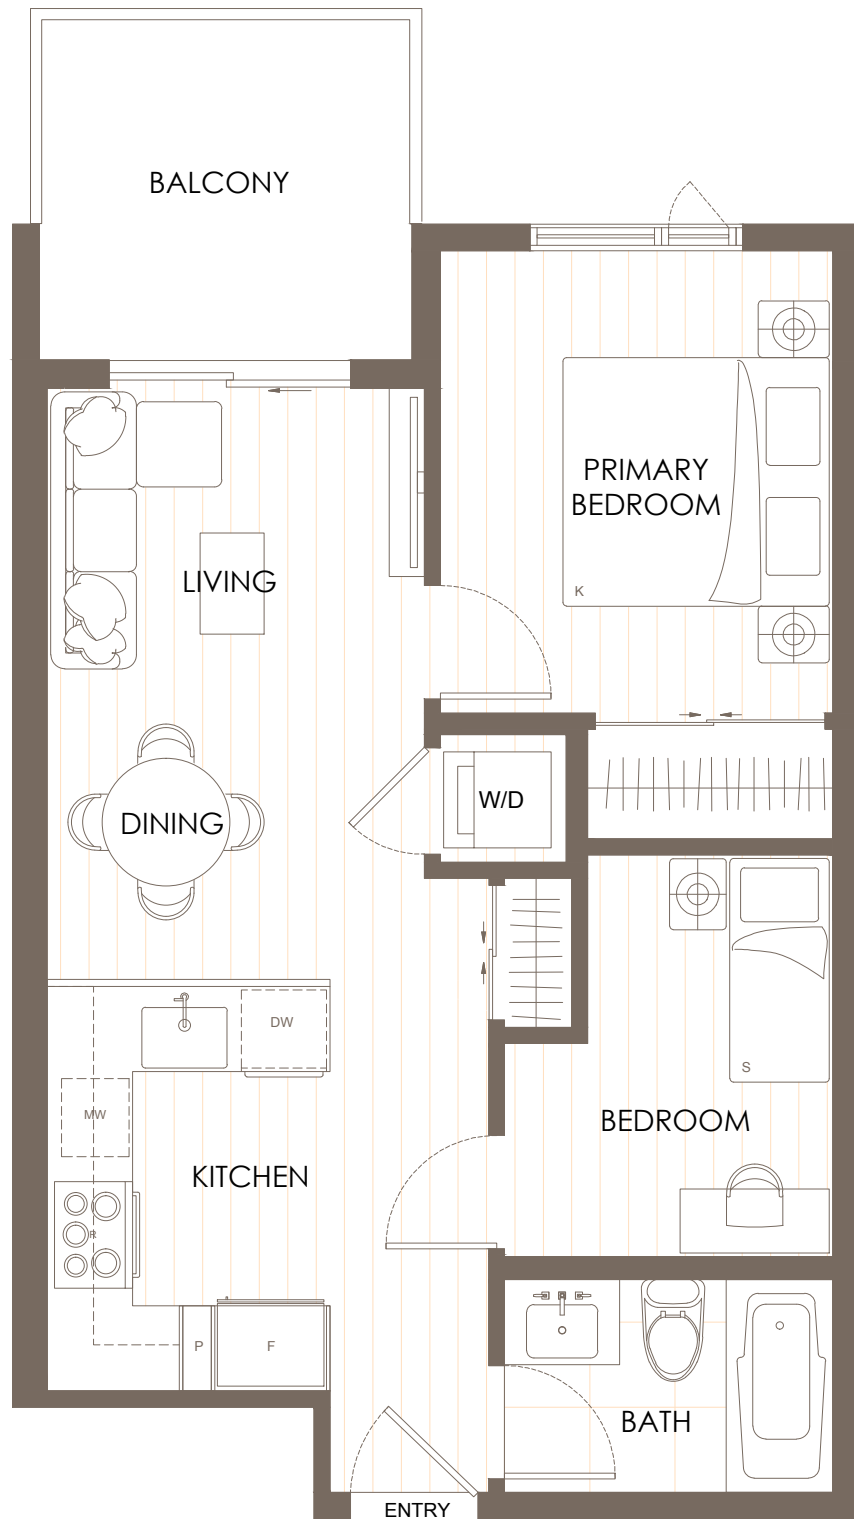 BALCONY
PRIMARY
BEDROOM
K
LIVING
W/D
DINING
DW
S
MW
BEDROOM
KITCHEN
R
P
F
BATH
ENTRY